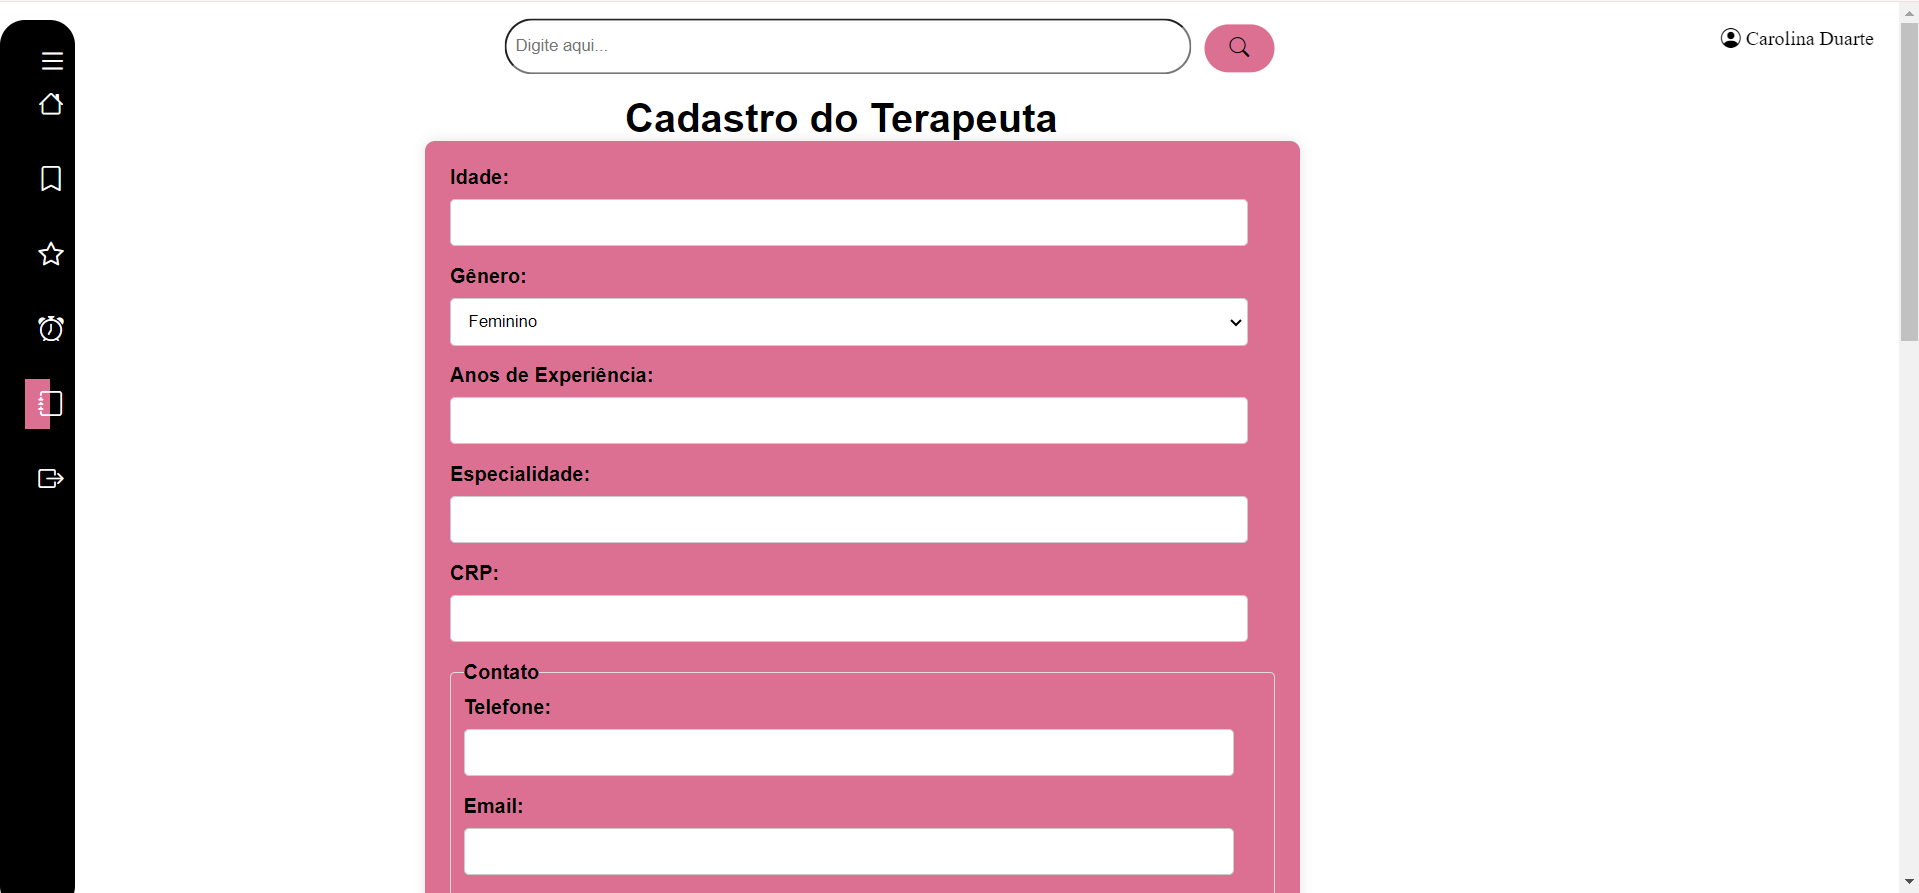 Digite aqui...
Carolina Duarte
Cadastro do Terapeuta
Idade:
Gênero:
Feminino
Anos de Experiência:
Especialidade:
CRP:
Contato
Telefone:
Email: